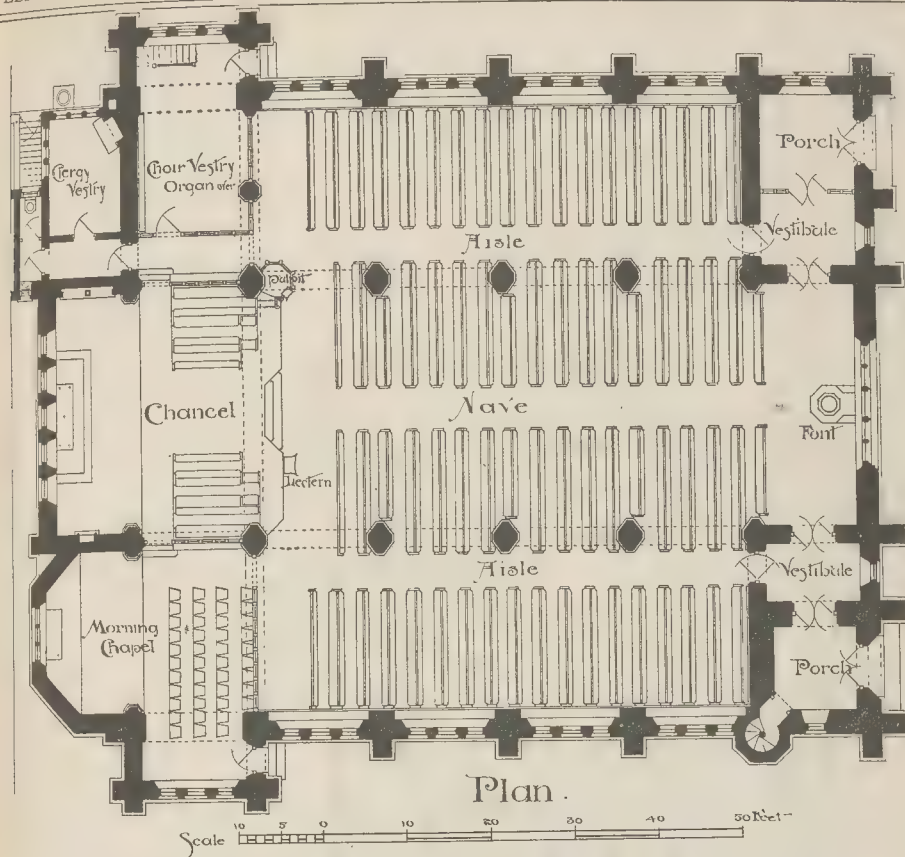 Clergy
Vestry
Choir Vestry
Organ over
Porch
Vestibule
Aisle
Pulpit
Chancel
Nave
Font
Lectern
Aisle
Vestibule
Morning
Chapel
Porch
Plan.
Scale 10 5 0 10 20 30 40 50 Feet